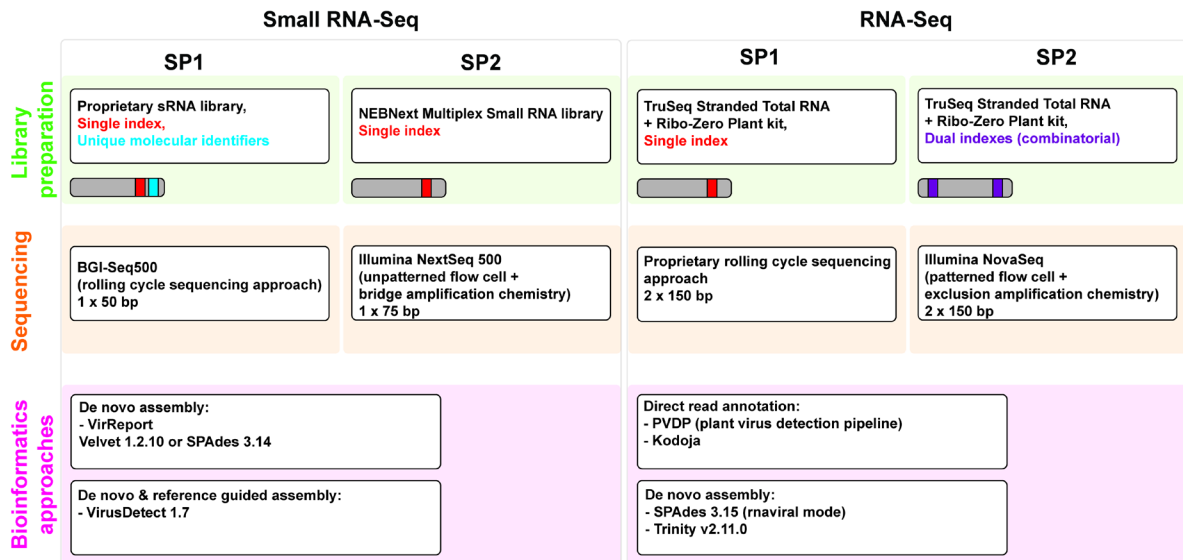 Small RNA-Seq
RNA-Seq
SP1
SP2
SP1
SP2
Library
preparation
Proprietary sRNA library,
Single index,
Unique molecular identifiers
NEBNext Multiplex Small RNA library
Single index
TruSeq Stranded Total RNA
+ Ribo-Zero Plant kit,
Single index
TruSeq Stranded Total RNA
+ Ribo-Zero Plant kit,
Dual indexes (combinatorial)
Sequencing
BGI-Seq500
(rolling cycle sequencing approach)
1 x 50 bp
Illumina NextSeq 500
(unpatterned flow cell +
bridge amplification chemistry)
1 x 75 bp
Proprietary rolling cycle sequencing
approach
2 x 150 bp
Illumina NovaSeq
(patterned flow cell +
exclusion amplification chemistry)
2 x 150 bp
Bioinformatics
approaches
De novo assembly:
- VirReport
Velvet 1.2.10 or SPAdes 3.14
De novo & reference guided assembly:
- VirusDetect 1.7
Direct read annotation:
- PVDP (plant virus detection pipeline)
- Kodoja
De novo assembly:
- SPAdes 3.15 (rnaviral mode)
- Trinity v2.11.0